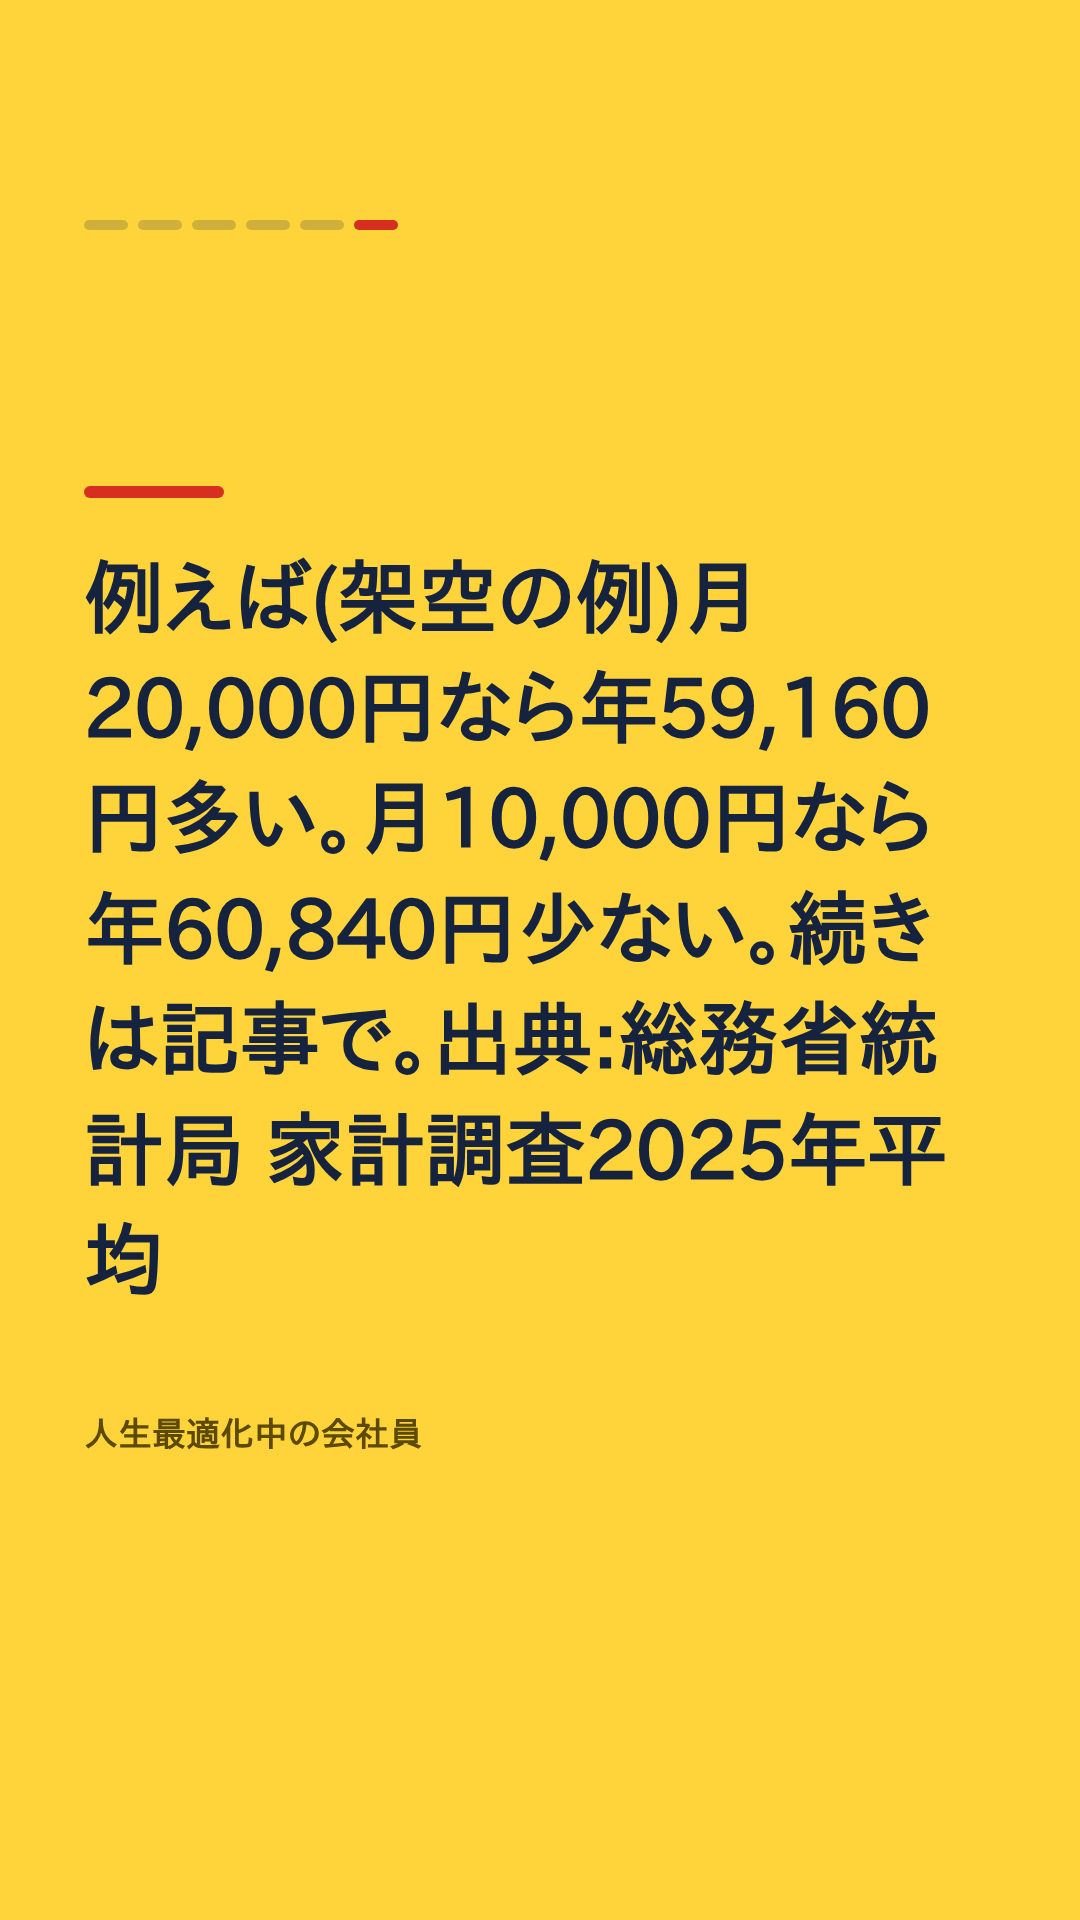 例えば(架空の例)月
20,000円なら年59,160
円多い。月10,000円なら
年60,840円少ない。続き
は記事で。出典:総務省統
計局 家計調査2025年平
均
人生最適化中の会社員